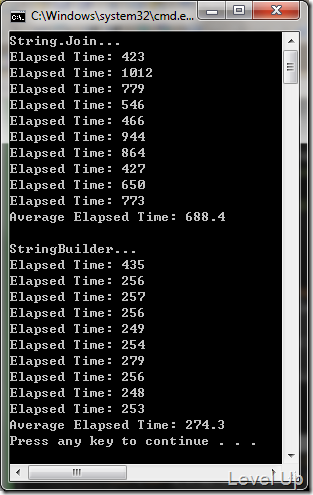 C:\Windows\system32\cmd.e...
String.Join...
Elapsed Time: 423
Elapsed Time: 1012
Elapsed Time: 779
Elapsed Time: 546
Elapsed Time: 466
Elapsed Time: 944
Elapsed Time: 864
Elapsed Time: 427
Elapsed Time: 650
Elapsed Time: 773
Average Elapsed Time: 688.4
StringBuilder...
Elapsed Time: 435
Elapsed Time: 256
Elapsed Time: 257
Elapsed Time: 256
Elapsed Time: 249
Elapsed Time: 254
Elapsed Time: 279
Elapsed Time: 256
Elapsed Time: 248
Elapsed Time: 253
Average Elapsed Time: 274.3
Press any key to continue . . .
Level Up